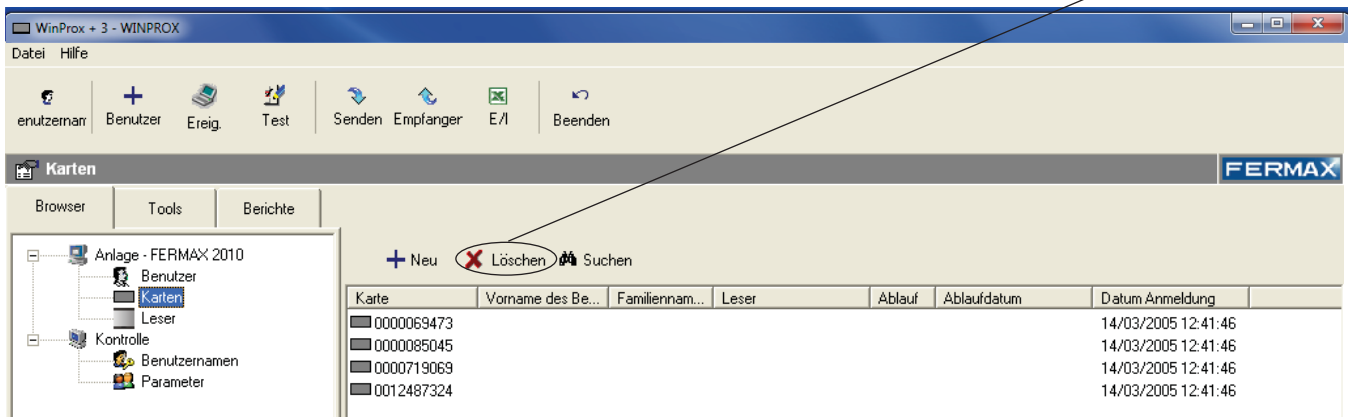 WinProx + 3 - WINPROX
Datei Hilfe
enutzernam Benutzer Ereig. Test Senden Empfanger E/I Beenden
Karten FERMAX
Browser Tools Berichte
Neu Löschen Suchen
Anlage - FERMAX 2010
Benutzer
Karten
Leser
Kontrolle
Benutzernamen
Parameter
Karte Vorname des Be... Familiennam... Leser Ablauf Ablaufdatum Datum Anmeldung
0000069473 14/03/2005 12:41:46
0000085045 14/03/2005 12:41:46
0000719069 14/03/2005 12:41:46
0012487324 14/03/2005 12:41:46